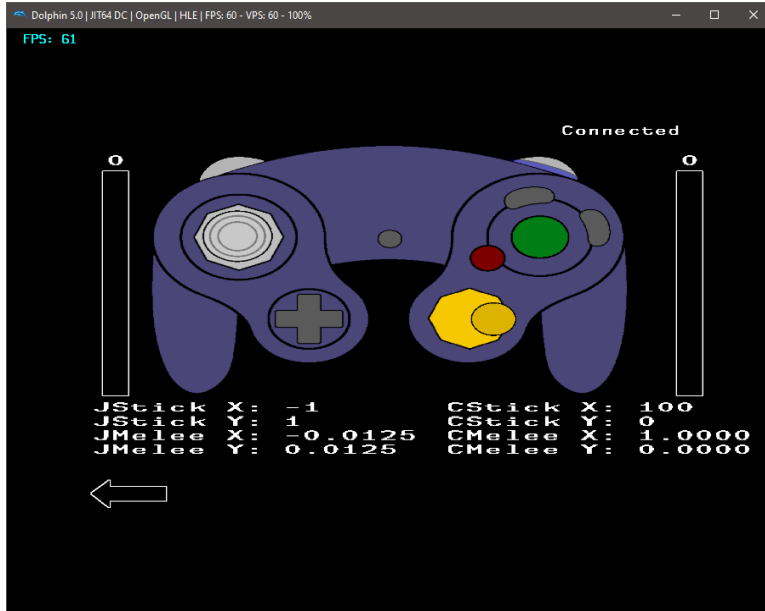 Dolphin 5.0 | JIT64 DC | OpenGL | HLE | FPS: 60 - VPS: 60 - 100%
FPS: 61
Connected
0 0
JStick X: -1 CStick X: 100
JStick Y: 1 CStick Y: 0
JMelee X: -0.0125 CMelee X: 1.0000
JMelee Y: 0.0125 CMelee Y: 0.0000